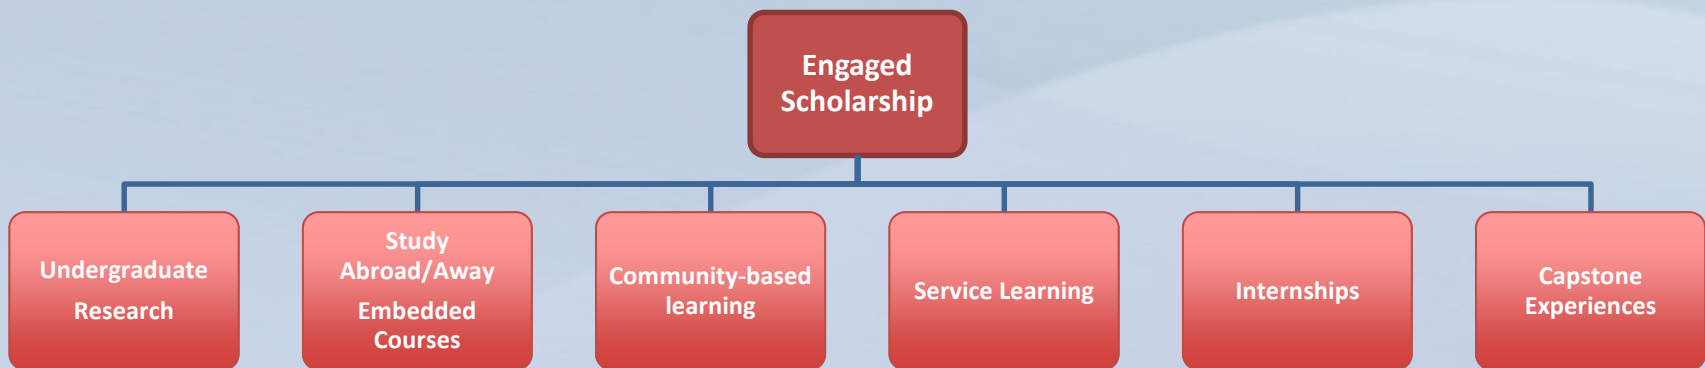 Engaged
Scholarship
Undergraduate
Research
Study
Abroad/Away
Embedded
Courses
Community-based
learning
Service Learning
Internships
Capstone
Experiences